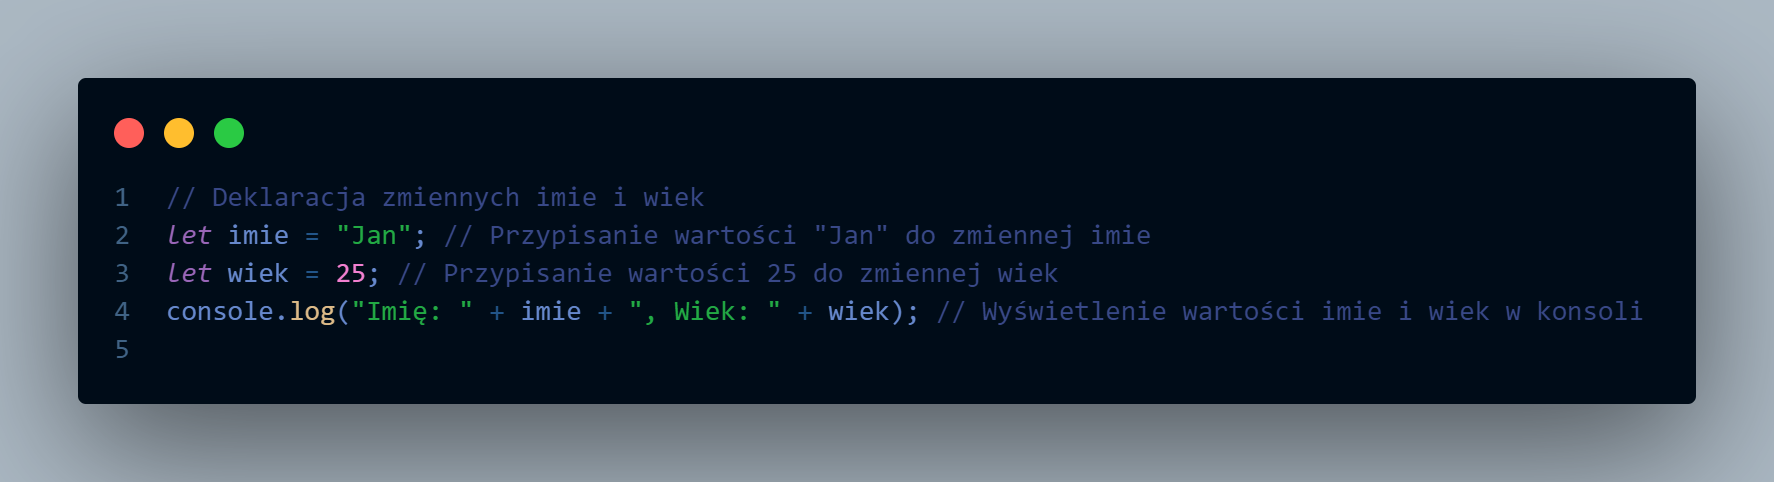 1 // Deklaracja zmiennych imie i wiek
2 let imie = "Jan"; // Przypisanie wartości "Jan" do zmiennej imie
3 let wiek = 25; // Przypisanie wartości 25 do zmiennej wiek
4 console.log("Imię: " + imie + ", Wiek: " + wiek); // Wyświetlenie wartości imie i wiek w konsoli
5